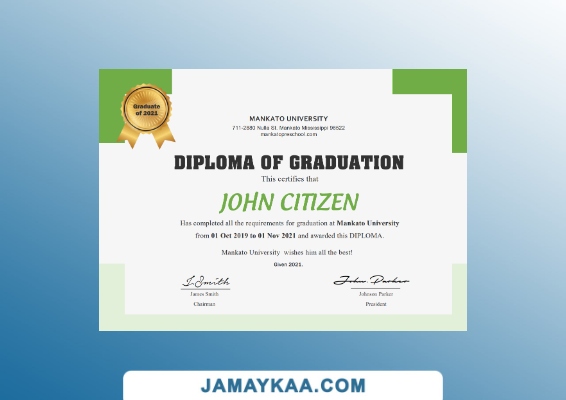 Graduate
of 2021
MANKATO UNIVERSITY
711-2880 Nulla St. Mankato Mississippi 96522
mankatopreschool.com
DIPLOMA OF GRADUATION
This certifies that
JOHN CITIZEN
Has completed all the requirements for graduation at Mankato University
from 01 Oct 2019 to 01 Nov 2021 and awarded this DIPLOMA.
Mankato University wishes him all the best!
Given 2021.
J.Smith John Parker
James Smith Johnson Parker
Chairman President
JAMAYKAA.COM